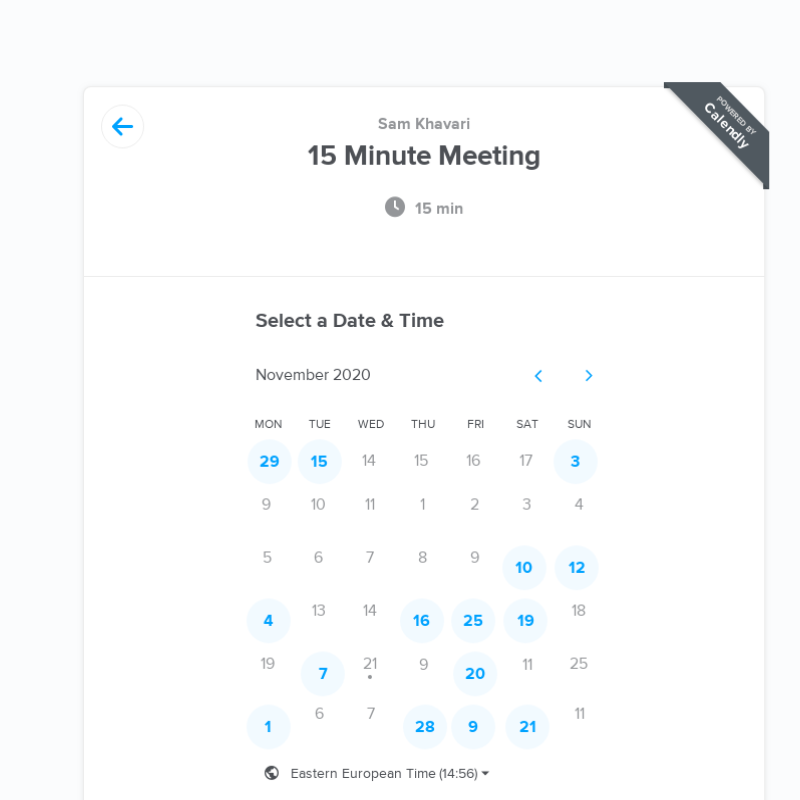 POWERED BY
Calendly
Sam Khavari
15 Minute Meeting
15 min
Select a Date & Time
November 2020
MON TUE WED THU FRI SAT SUN
29 15 14 15 16 17 3
9 10 11 1 2 3 4
5 6 7 8 9 10 12
4 13 14 16 25 19 18
19 7 21 9 20 11 25
1 6 7 28 9 21 11
Eastern European Time (14:56)